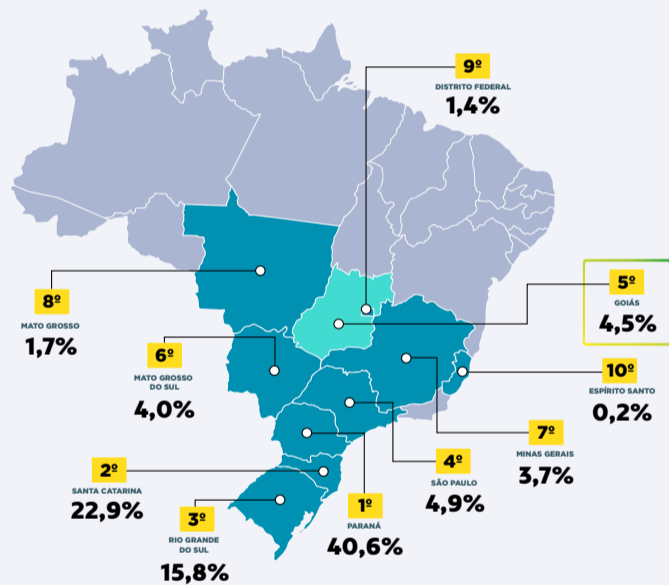 9º
DISTRITO FEDERAL
1,4%
5º
GOIÁS
4,5%
8º
MATO GROSSO
1,7%
6º
MATO GROSSO
DO SUL
4,0%
10º
ESPÍRITO SANTO
0,2%
7º
MINAS GERAIS
3,7%
4º
SÃO PAULO
4,9%
2º
SANTA CATARINA
22,9%
1º
PARANÁ
40,6%
3º
RIO GRANDE
DO SUL
15,8%